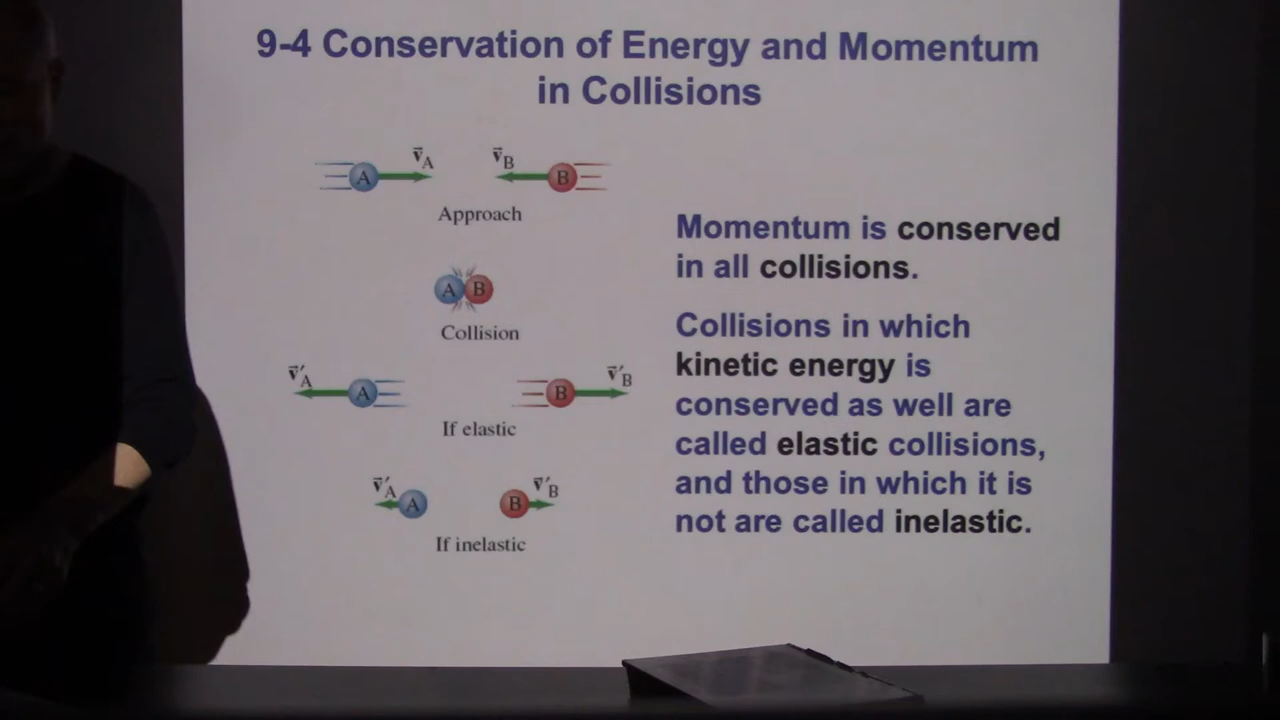 9-4 Conservation of Energy and Momentum
in Collisions
v⃗A
v⃗B
A
B
Approach
A B
Collision
v⃗′A
v⃗′B
A
B
If elastic
v⃗′A
v⃗′B
A
B
If inelastic
Momentum is conserved
in all collisions.
Collisions in which
kinetic energy is
conserved as well are
called elastic collisions,
and those in which it is
not are called inelastic.